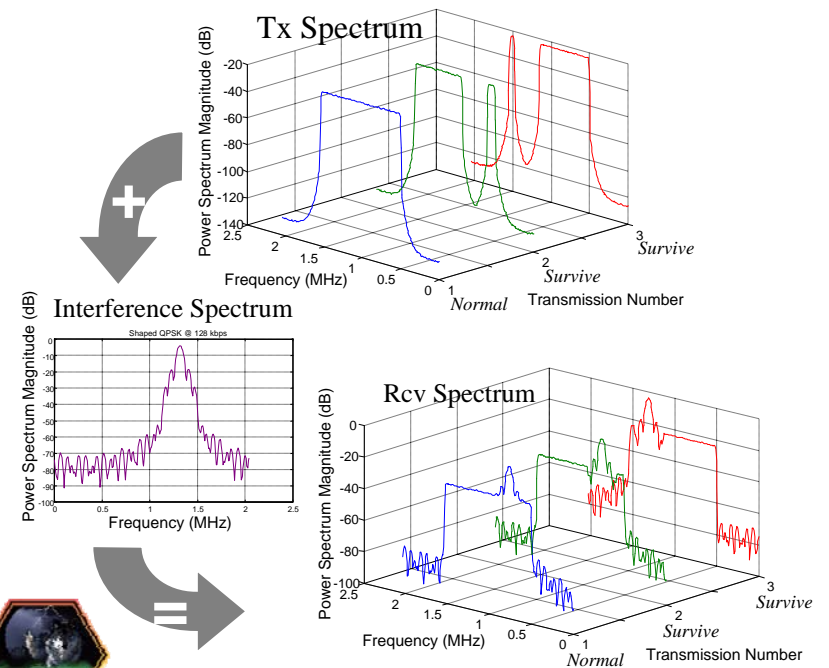 Tx Spectrum
Power Spectrum Magnitude (dB)
-20
-40
-60
-80
-100
-120
-140
2.5
2
1.5
1
0.5
0
Frequency (MHz)
1
2
3
Normal
Survive
Survive
Transmission Number
+
Interference Spectrum
Shaped QPSK @ 128 kbps
Power Spectrum Magnitude (dB)
0
-10
-20
-30
-40
-50
-60
-70
-80
-90
-100
0
0.5
1
1.5
2
2.5
Frequency (MHz)
=
Rcv Spectrum
Power Spectrum Magnitude (dB)
0
-20
-40
-60
-80
-100
2.5
2
1.5
1
0.5
0
Frequency (MHz)
1
2
3
Normal
Survive
Survive
Transmission Number